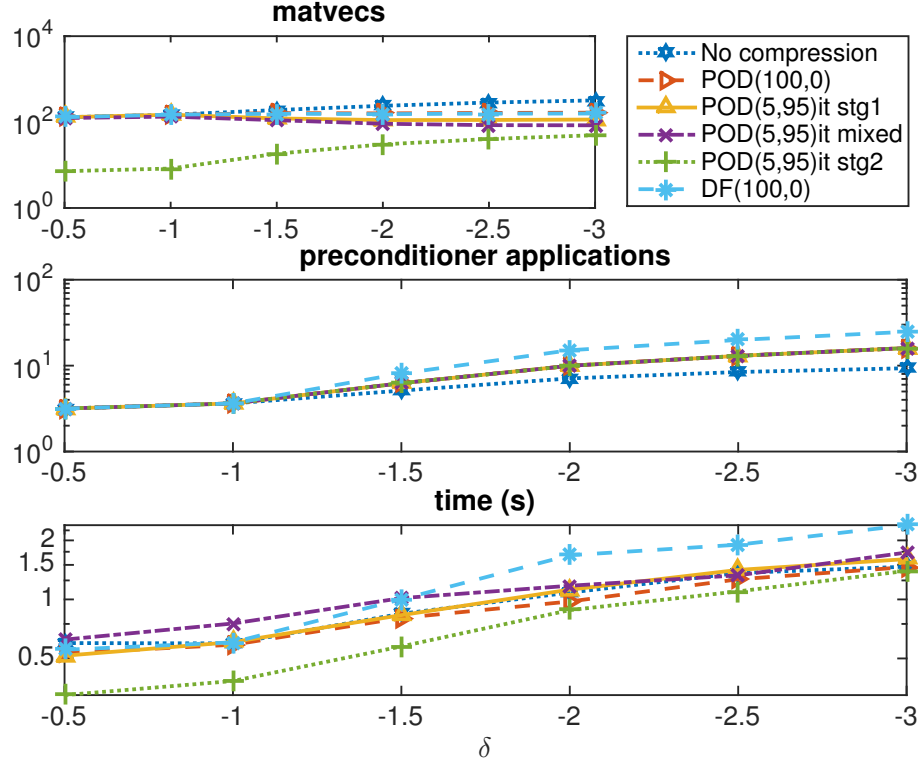 matvecs
10^4
10^2
10^0
-0.5 -1 -1.5 -2 -2.5 -3
No compression
POD(100,0)
POD(5,95)it stg1
POD(5,95)it mixed
POD(5,95)it stg2
DF(100,0)
preconditioner applications
10^2
10^1
10^0
-0.5 -1 -1.5 -2 -2.5 -3
time (s)
2
1.5
1
0.5
-0.5 -1 -1.5 -2 -2.5 -3
δ